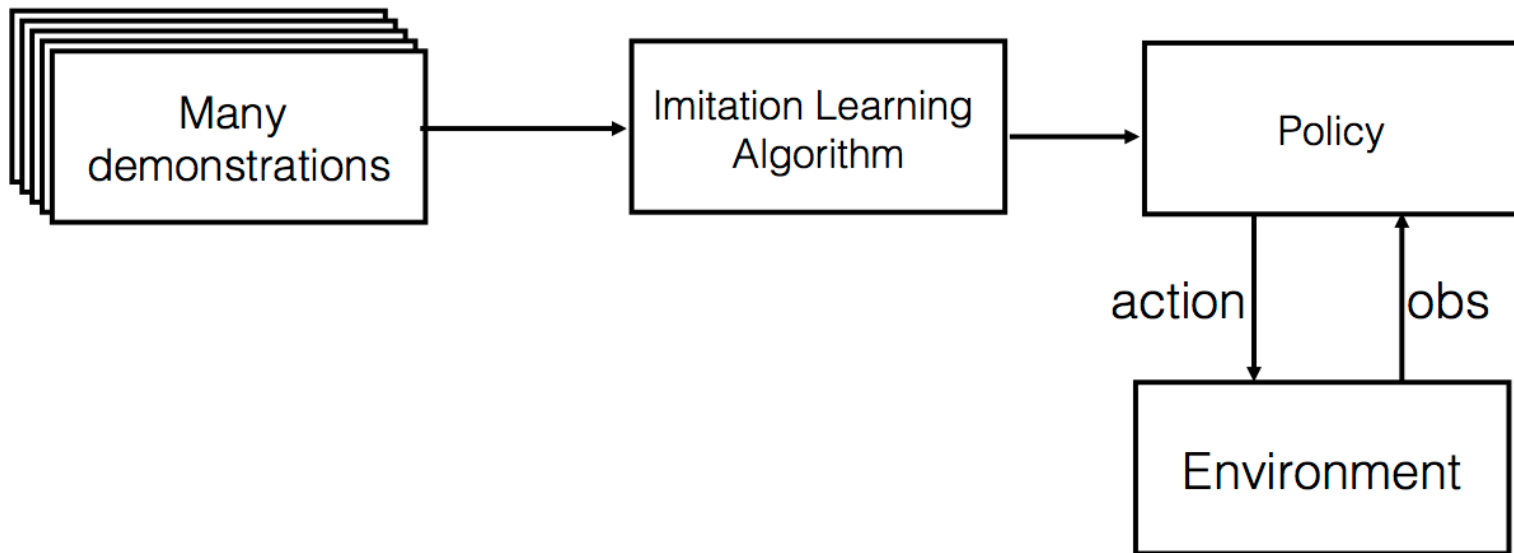 Many
demonstrations
Imitation Learning
Algorithm
Policy
action
obs
Environment